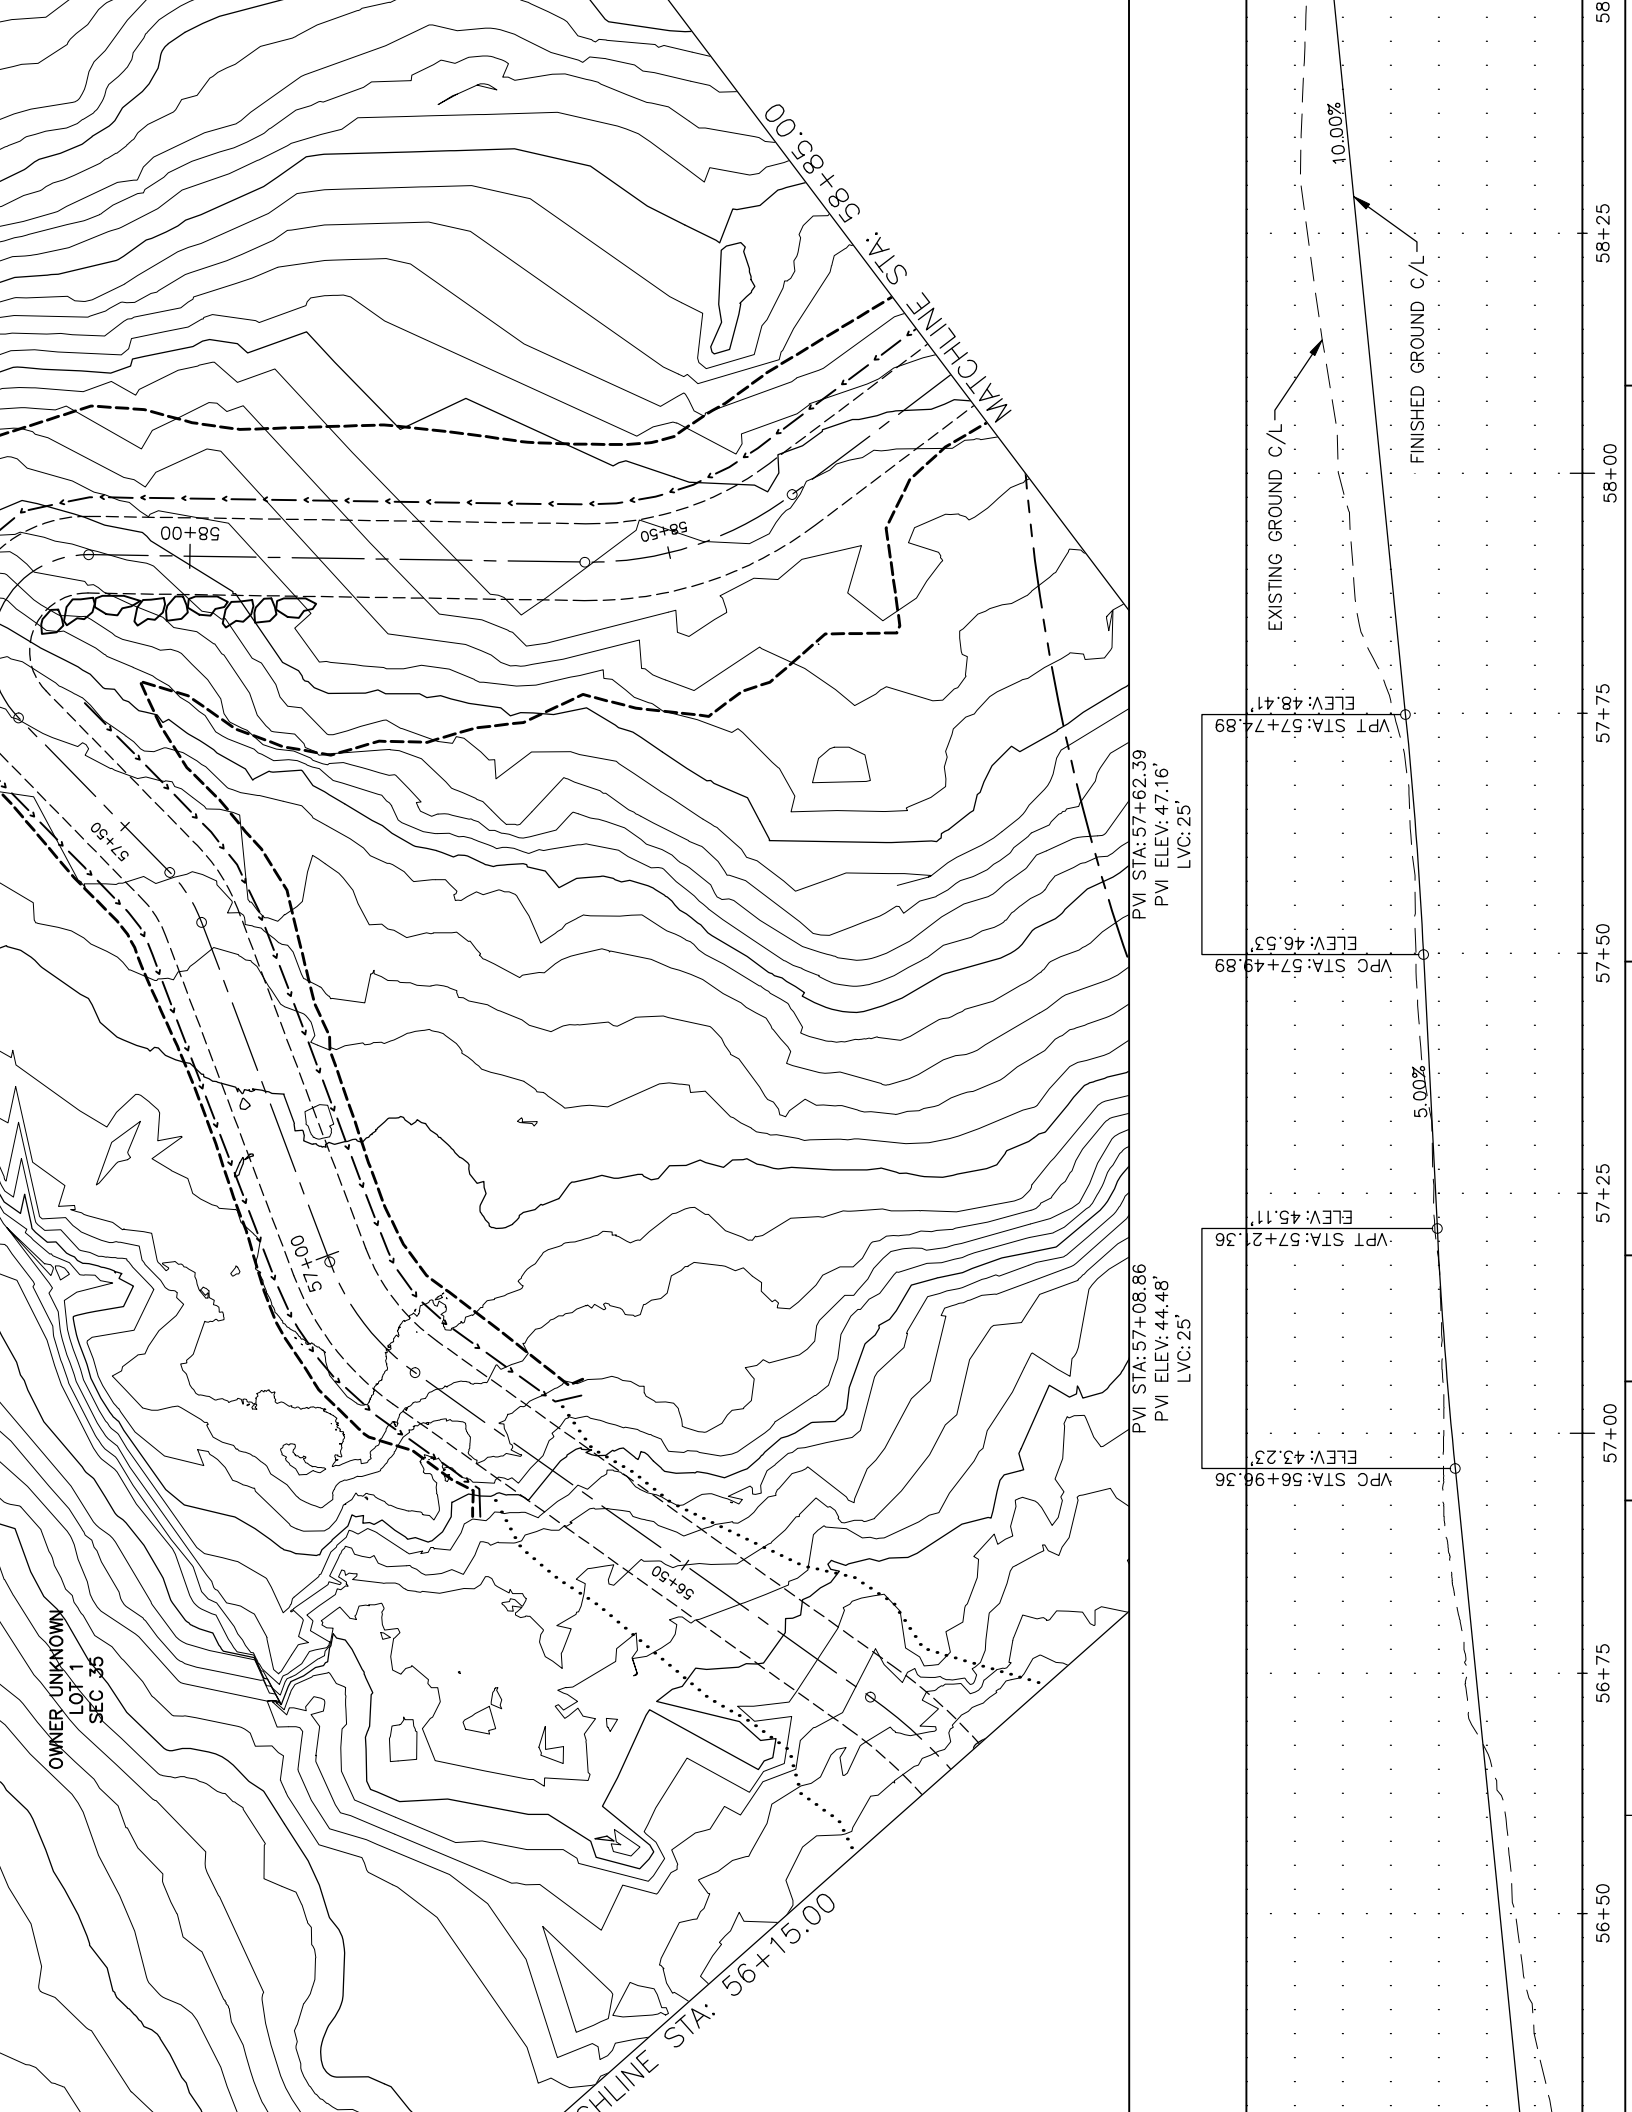 MATCHLINE STA: 58+85.00
58+00
58+50
57+50
57+00
56+50
OWNER UNKNOWN
LOT 1
SEC 35
HLINE STA: 56+15.00
PVI STA: 57+08.86
PVI ELEV: 44.48'
LVC: 25'
PVI STA: 57+62.39
PVI ELEV: 47.16'
LVC: 25'
VPC STA: 56+96.36
ELEV: 43.23'
VPT STA: 57+21.36
ELEV: 45.11'
VPC STA: 57+49.89
ELEV: 46.53'
VPT STA: 57+74.89
ELEV: 48.41'
EXISTING GROUND C/L
FINISHED GROUND C/L
5.00%
10.00%
56+50
56+75
57+00
57+25
57+50
57+75
58+00
58+25
58